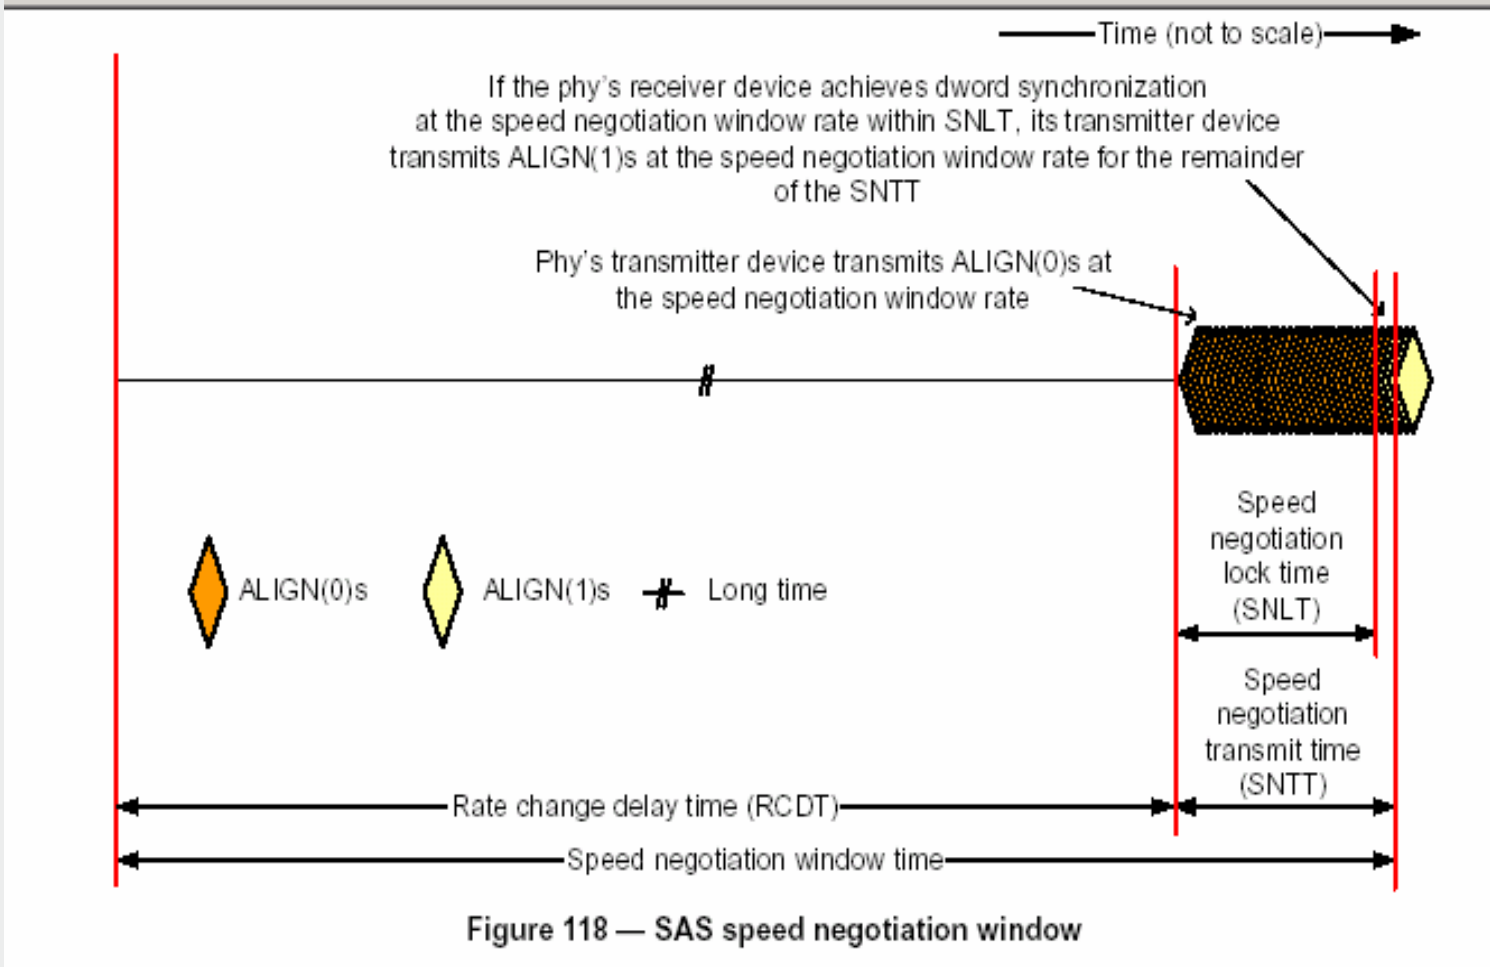 Time (not to scale)
If the phy's receiver device achieves dword synchronization
at the speed negotiation window rate within SNLT, its transmitter device
transmits ALIGN(1)s at the speed negotiation window rate for the remainder
of the SNTT
Phy's transmitter device transmits ALIGN(0)s at
the speed negotiation window rate
Speed
negotiation
lock time
(SNLT)
ALIGN(0)s
ALIGN(1)s
Long time
Speed
negotiation
transmit time
(SNTT)
Rate change delay time (RCDT)
Speed negotiation window time
Figure 118 — SAS speed negotiation window